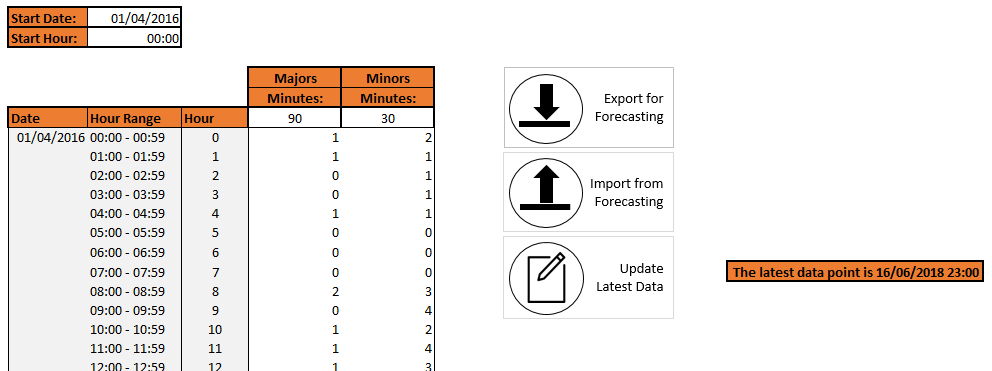 Start Date: 01/04/2016
Start Hour: 00:00
Majors Minors
Minutes: Minutes:
Date Hour Range Hour 90 30
01/04/2016 00:00 - 00:59 0 1 2
01:00 - 01:59 1 1 1
02:00 - 02:59 2 0 1
03:00 - 03:59 3 0 1
04:00 - 04:59 4 1 1
05:00 - 05:59 5 0 0
06:00 - 06:59 6 0 0
07:00 - 07:59 7 0 0
08:00 - 08:59 8 2 3
09:00 - 09:59 9 0 4
10:00 - 10:59 10 1 2
11:00 - 11:59 11 1 4
12:00 - 12:59 12 1 3
Export for
Forecasting
Import from
Forecasting
Update
Latest Data
The latest data point is 16/06/2018 23:00